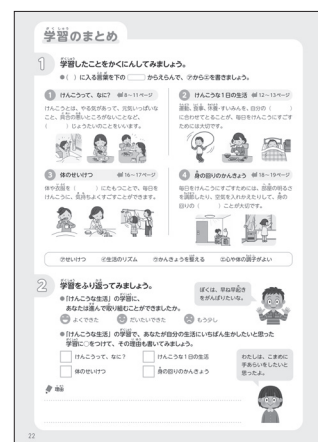 学習のまとめ
1 学習したことをかくにんしてみましょう。
●( )に入る言葉を下の からえらんで、㋐から㋓を書きましょう。
1 けんこうって、なに? 8～11ページ
けんこうとは、やる気があって、元気いっぱいな
こと、具合の悪いところがないことなど、
( )じょうたいのことをいいます。
2 けんこうな1日の生活 12～15ページ
運動、食事、休養・すいみんを、自分の( )
に合わせてとることが、毎日をけんこうにすごす
ためには大切です。
3 体のせいけつ 16～17ページ
体や衣服を( )にたもつことで、毎日を
けんこうに、気持ちよくすごすことができます。
4 身の回りのかんきょう 18～19ページ
毎日をけんこうにすごすためには、部屋の明るさ
を調節したり、空気を入れかえたりして、身の
回りの( )ことが大切です。
㋐せいけつ ㋑生活のリズム ㋒かんきょうを整える ㋓心や体の調子がよい
2 学習をふり返ってみましょう。
●「けんこうな生活」の学習に、
あなたは進んで取り組むことができましたか。
よくできた だいたいできた もう少し
ぼくは、早ね早起き
をがんばりたいな。
●「けんこうな生活」の学習で、あなたが自分の生活にいちばん生かしたいと思った
学習に○をつけて、その理由も書いてみましょう。
けんこうって、なに? けんこうな1日の生活
体のせいけつ 身の回りのかんきょう
わたしは、こまめに
手あらいをしたいと
思ったよ。
理由
22